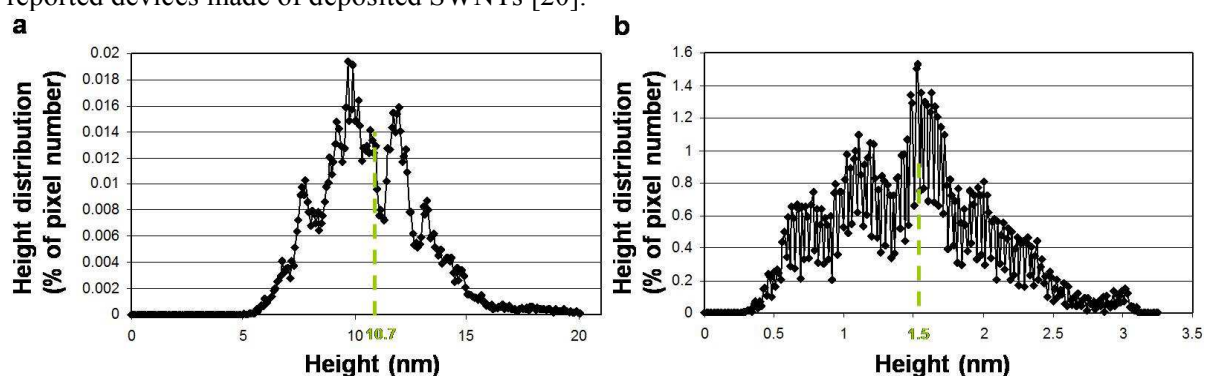 reported devices made of deposited SWNTs [20].
a
b
Height distribution
(% of pixel number)
0.02
0.018
0.016
0.014
0.012
0.01
0.008
0.006
0.004
0.002
0
0 5 10 10.7 15 20
Height (nm)
Height distribution
(% of pixel number)
1.6
1.4
1.2
1
0.8
0.6
0.4
0.2
0
0 0.5 1 1.5 2 2.5 3 3.5
Height (nm)